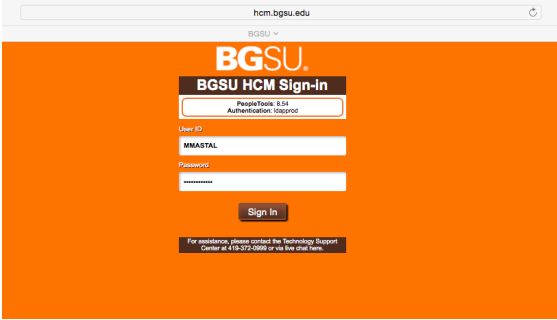 hcm.bgsu.edu
BGSU
BGSU.
BGSU HCM Sign-in
PeopleTools: 8.54
Authentication: ldapprod
User ID
MMASTAL
Password
••••••••••••
Sign In
For assistance, please contact the Technology Support
Center at 419-372-0999 or via live chat here.